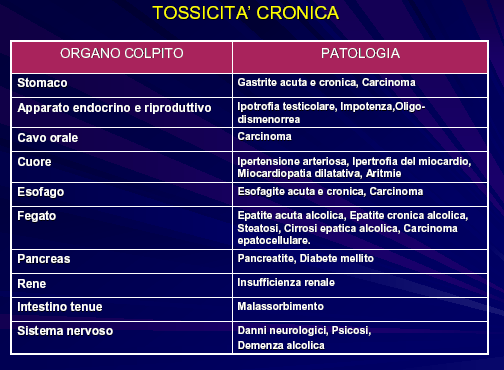 TOSSICITA' CRONICA
ORGANO COLPITO PATOLOGIA
Stomaco Gastrite acuta e cronica, Carcinoma
Apparato endocrino e riproduttivo Ipotrofia testicolare, Impotenza,Oligo-
dismenorrea
Cavo orale Carcinoma
Cuore Ipertensione arteriosa, Ipertrofia del miocardio,
Miocardiopatia dilatativa, Aritmie
Esofago Esofagite acuta e cronica, Carcinoma
Fegato Epatite acuta alcolica, Epatite cronica alcolica,
Steatosi, Cirrosi epatica alcolica, Carcinoma
epatocellulare.
Pancreas Pancreatite, Diabete mellito
Rene Insufficienza renale
Intestino tenue Malassorbimento
Sistema nervoso Danni neurologici, Psicosi,
Demenza alcolica